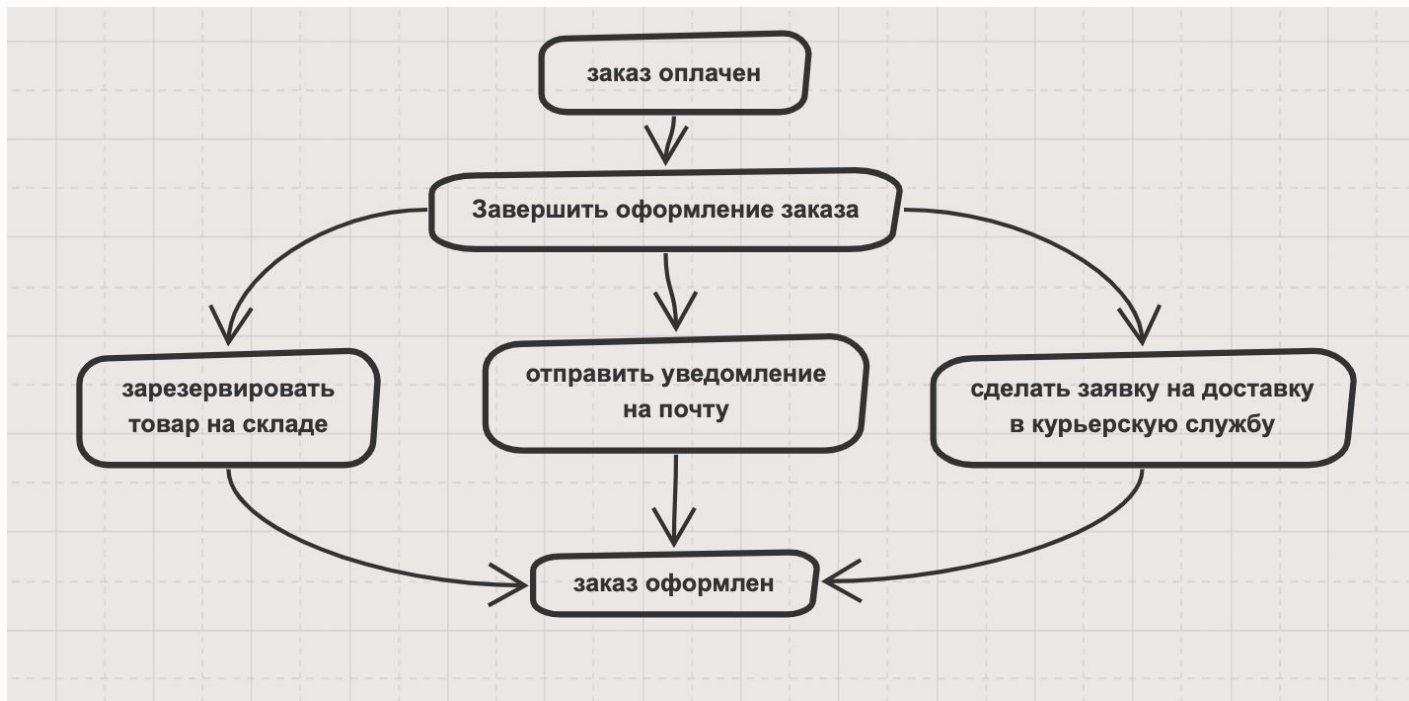 заказ оплачен
Завершить оформление заказа
зарезервировать
товар на складе
отправить уведомление
на почту
сделать заявку на доставку
в курьерскую службу
заказ оформлен